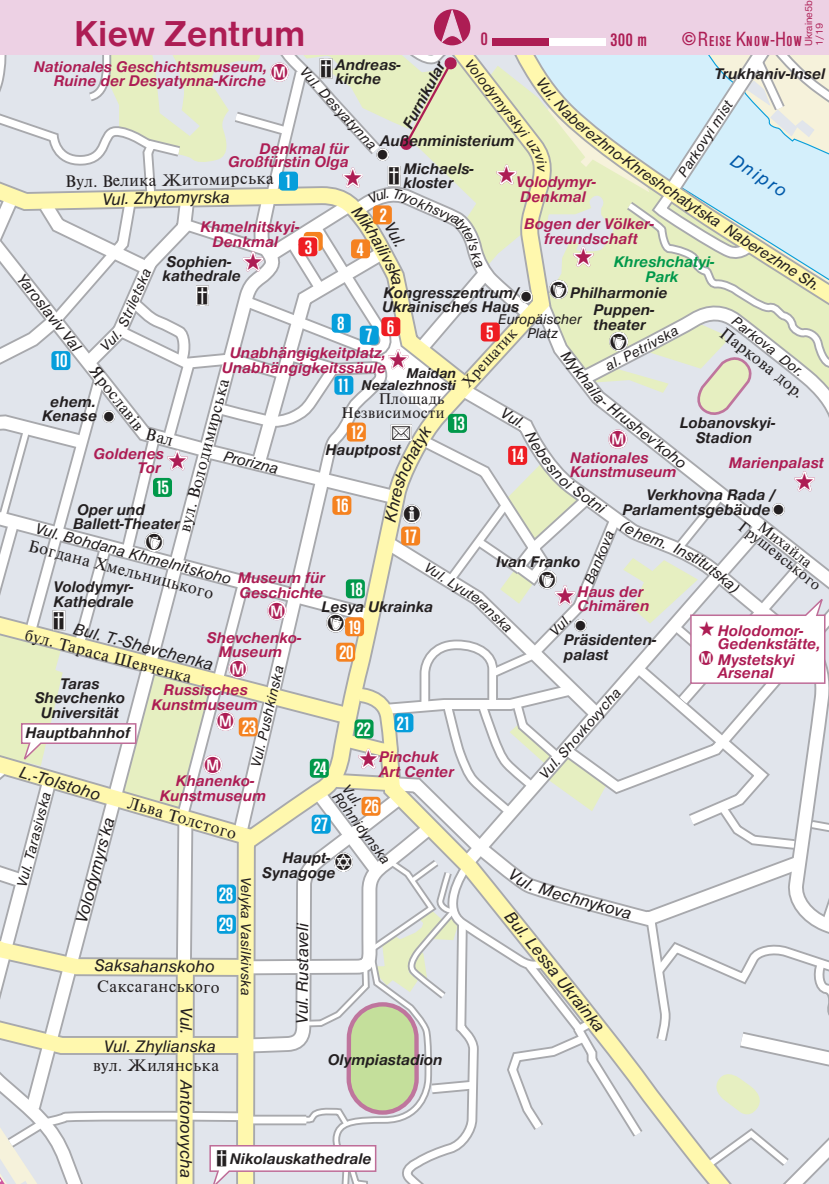 Kiew Zentrum
0
300 m
©REISE KNOW-HOW
Ukraine5b
1/19
Nationales Geschichtsmuseum,
Ruine der Desyatynna-Kirche
M
Andreas-
kirche
Furnikular
Volodymyrskyi uzviv
Vul. Naberezhno-Khreshchatytska Naberezhne Sh.
Trukhaniv-Insel
Parkovyi mist
Dnipro
Vul. Desyatynna
Außenministerium
Denkmal für
Großfürstin Olga
Michaels-
kloster
Volodymyr-
Denkmal
Вул. Велика Житомирська
1
Vul. Zhytomyrska
Vul. Tryokhsvyatytel's'ka
2
Vul.
Mikhailivska
Bogen der Völker-
freundschaft
Khmelnitskyi-
Denkmal
3
4
Khreshchatyi-
Park
Sophien-
kathedrale
Kongresszentrum/
Ukrainisches Haus
Philharmonie
Europäischer
Platz
Puppen-
theater
al. Petrivska
Parkova Dor.
Паркова дор.
Yaroslaviv Val
Vul. Striletska
8
7
6
5
Хрещатик
10
Unabhängigkeitplatz,
Unabhängigkeitssäule
11
Maidan
Nezalezhnosti
Площадь
Незвисимости
Mykhaila- Hrushev'koho
Ярославів Вал
вул. Володимирська
ehem.
Kenase
12
Hauptpost
13
Vul. Nebesnoi Sotni
(ehem. Institutska)
14
Lobanovskyi-
Stadion
Nationales
Kunstmuseum
M
Marienpalast
Goldenes
Tor
15
Prorizna
Khreshchatyk
Verkhovna Rada /
Parlamentsgebäude
Михайла
Грушевського
Oper und
Ballett-Theater
16
i
17
Vul. Bohdana Khmelnitskoho
Богдана Хмельницького
Ivan Franko
Vul. Bankova
Haus der
Chimären
Vul. Lyuteranska
Volodymyr-
Kathedrale
Museum für
Geschichte
M
18
Lesya Ukrainka
19
20
Präsidenten-
palast
Holodomor-
Gedenkstätte,
M
Mystetskyi
Arsenal
Bul. T.-Shevchenka
бул. Тараса Шевченка
Shevchenko-
Museum
M
Taras
Shevchenko
Universität
Russisches
Kunstmuseum
M
23
Vul. Pushkinska
Hauptbahnhof
21
22
Vul. Shovkovycha
Pinchuk
Art Center
24
L.-Tolstoho
Льва Толстого
M
Khanenko-
Kunstmuseum
26
27
Vul.
Rohnidynska
Vul. Tarasivska
Volodymyrs'ka
Haupt-
Synagoge
Vul. Mechnykova
28
29
Velyka Vasilkivska
Vul. Rustaveli
Bul. Lessa Ukrainka
Saksahanskoho
Саксаганського
Vul. Antonovycha
Vul. Zhylianska
вул. Жилянська
Olympiastadion
Nikolauskathedrale